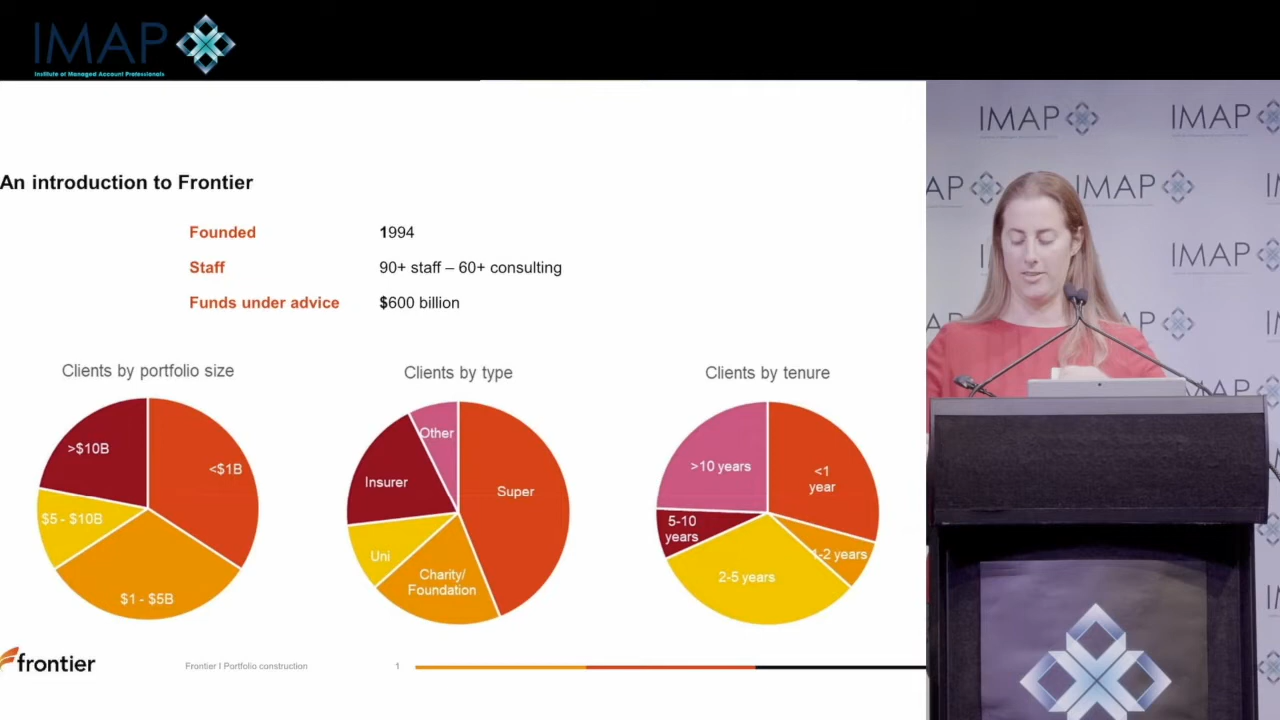 IMAP
Institute of Managed Account Professionals
An introduction to Frontier
Founded 1994
Staff 90+ staff – 60+ consulting
Funds under advice $600 billion
Clients by portfolio size
>$10B
<$1B
$5 - $10B
$1 - $5B
Clients by type
Other
Insurer
Super
Uni
Charity/
Foundation
Clients by tenure
>10 years
<1
year
5-10
years
1-2 years
2-5 years
frontier
Frontier I Portfolio construction
1
IMAP
IMAP
AP
IMAP
IMAP
IMAP
AP